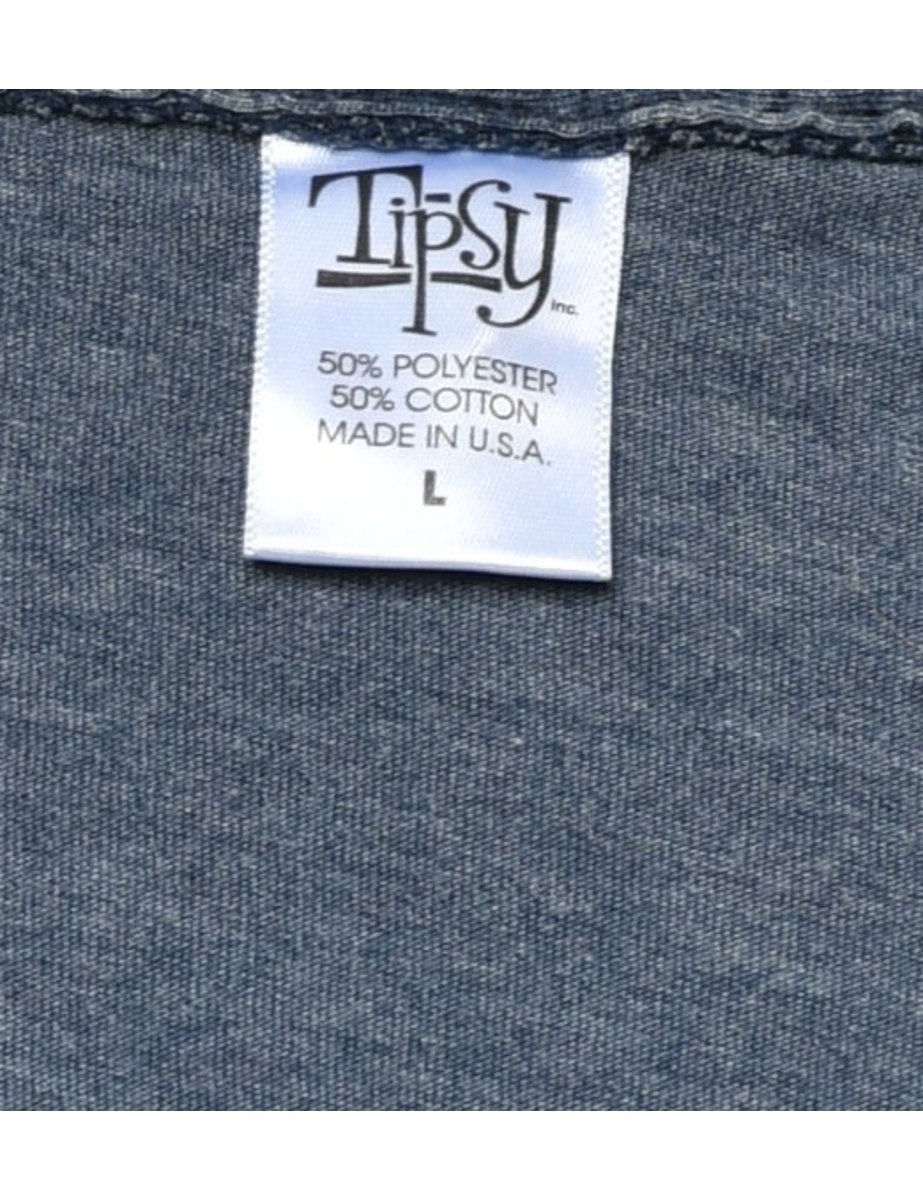 Tipsy
Inc.
50% POLYESTER
50% COTTON
MADE IN U.S.A.
L